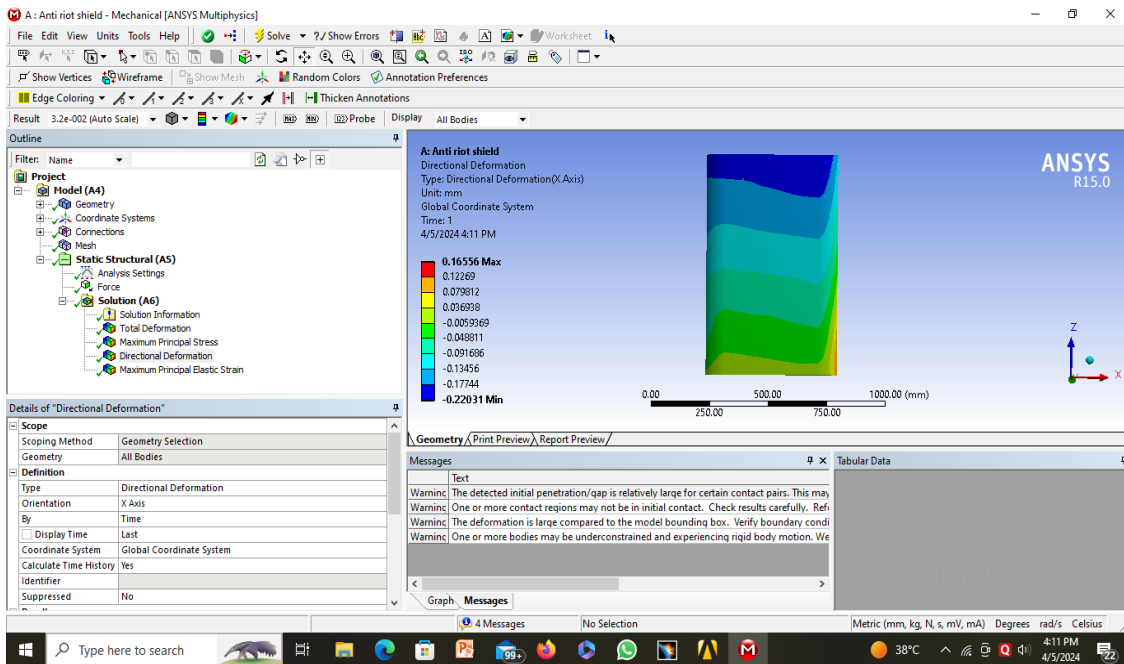 A : Anti riot shield - Mechanical [ANSYS Multiphysics]
File Edit View Units Tools Help Solve ?/ Show Errors Worksheet
Show Vertices Wireframe Show Mesh Random Colors Annotation Preferences
Edge Coloring Thicken Annotations
Result 3.2e-002 (Auto Scale) Probe Display All Bodies
Outline
Filter: Name
Project
Model (A4)
Geometry
Coordinate Systems
Connections
Mesh
Static Structural (A5)
Analysis Settings
Force
Solution (A6)
Solution Information
Total Deformation
Maximum Principal Stress
Directional Deformation
Maximum Principal Elastic Strain
Details of "Directional Deformation"
Scope
Scoping Method Geometry Selection
Geometry All Bodies
Definition
Type Directional Deformation
Orientation X Axis
By Time
Display Time Last
Coordinate System Global Coordinate System
Calculate Time History Yes
Identifier
Suppressed No
A: Anti riot shield
Directional Deformation
Type: Directional Deformation(X Axis)
Unit: mm
Global Coordinate System
Time: 1
4/5/2024 4:11 PM
0.16556 Max
0.12269
0.079812
0.036938
-0.0059369
-0.048811
-0.091686
-0.13456
-0.17744
-0.22031 Min
ANSYS
R15.0
Z
X
0.00 500.00 1000.00 (mm)
250.00 750.00
Geometry Print Preview Report Preview
Messages
Text
Warninc The detected initial penetration/gap is relatively large for certain contact pairs. This may
Warninc One or more contact regions may not be in initial contact. Check results carefully. Ref
Warninc The deformation is large compared to the model bounding box. Verify boundary condi
Warninc One or more bodies may be underconstrained and experiencing rigid body motion. We
Graph Messages
Tabular Data
4 Messages No Selection Metric (mm, kg, N, s, mV, mA) Degrees rad/s Celsius
Type here to search 99+ 38°C 4:11 PM
4/5/2024 22